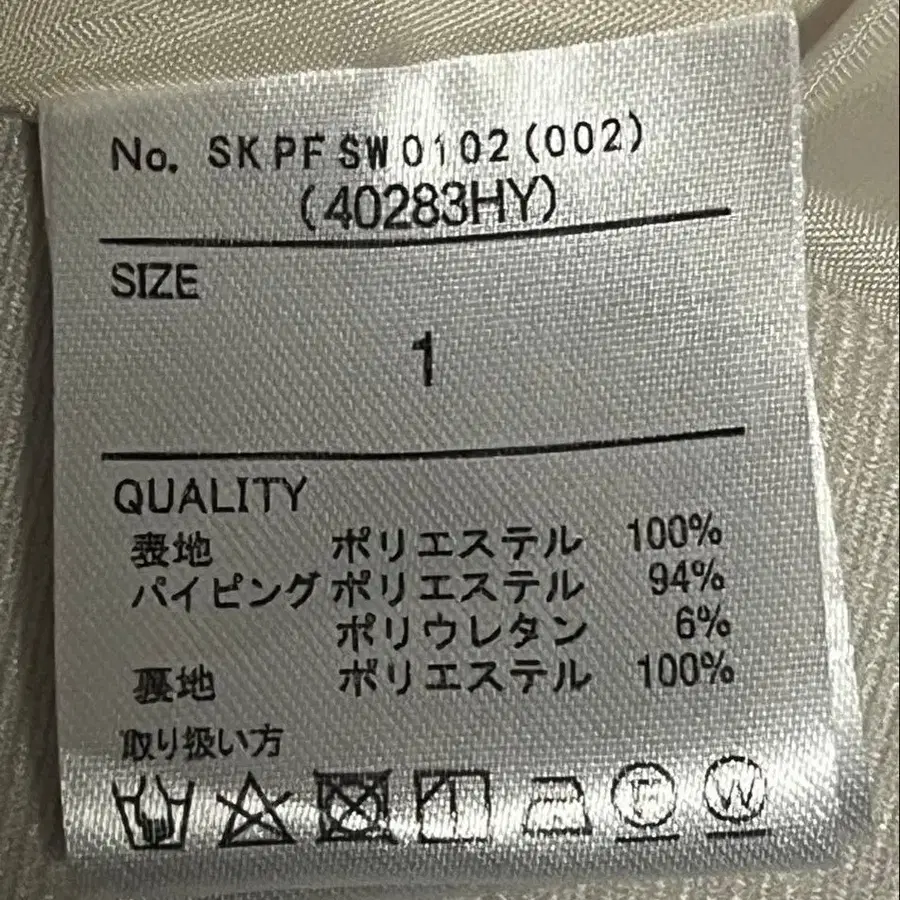 No. SKPFSW0102(002)
(40283HY)
SIZE
1
QUALITY
表地 ポリエステル 100%
パイピング ポリエステル 94%
ポリウレタン 6%
裏地 ポリエステル 100%
取り扱い方
F W